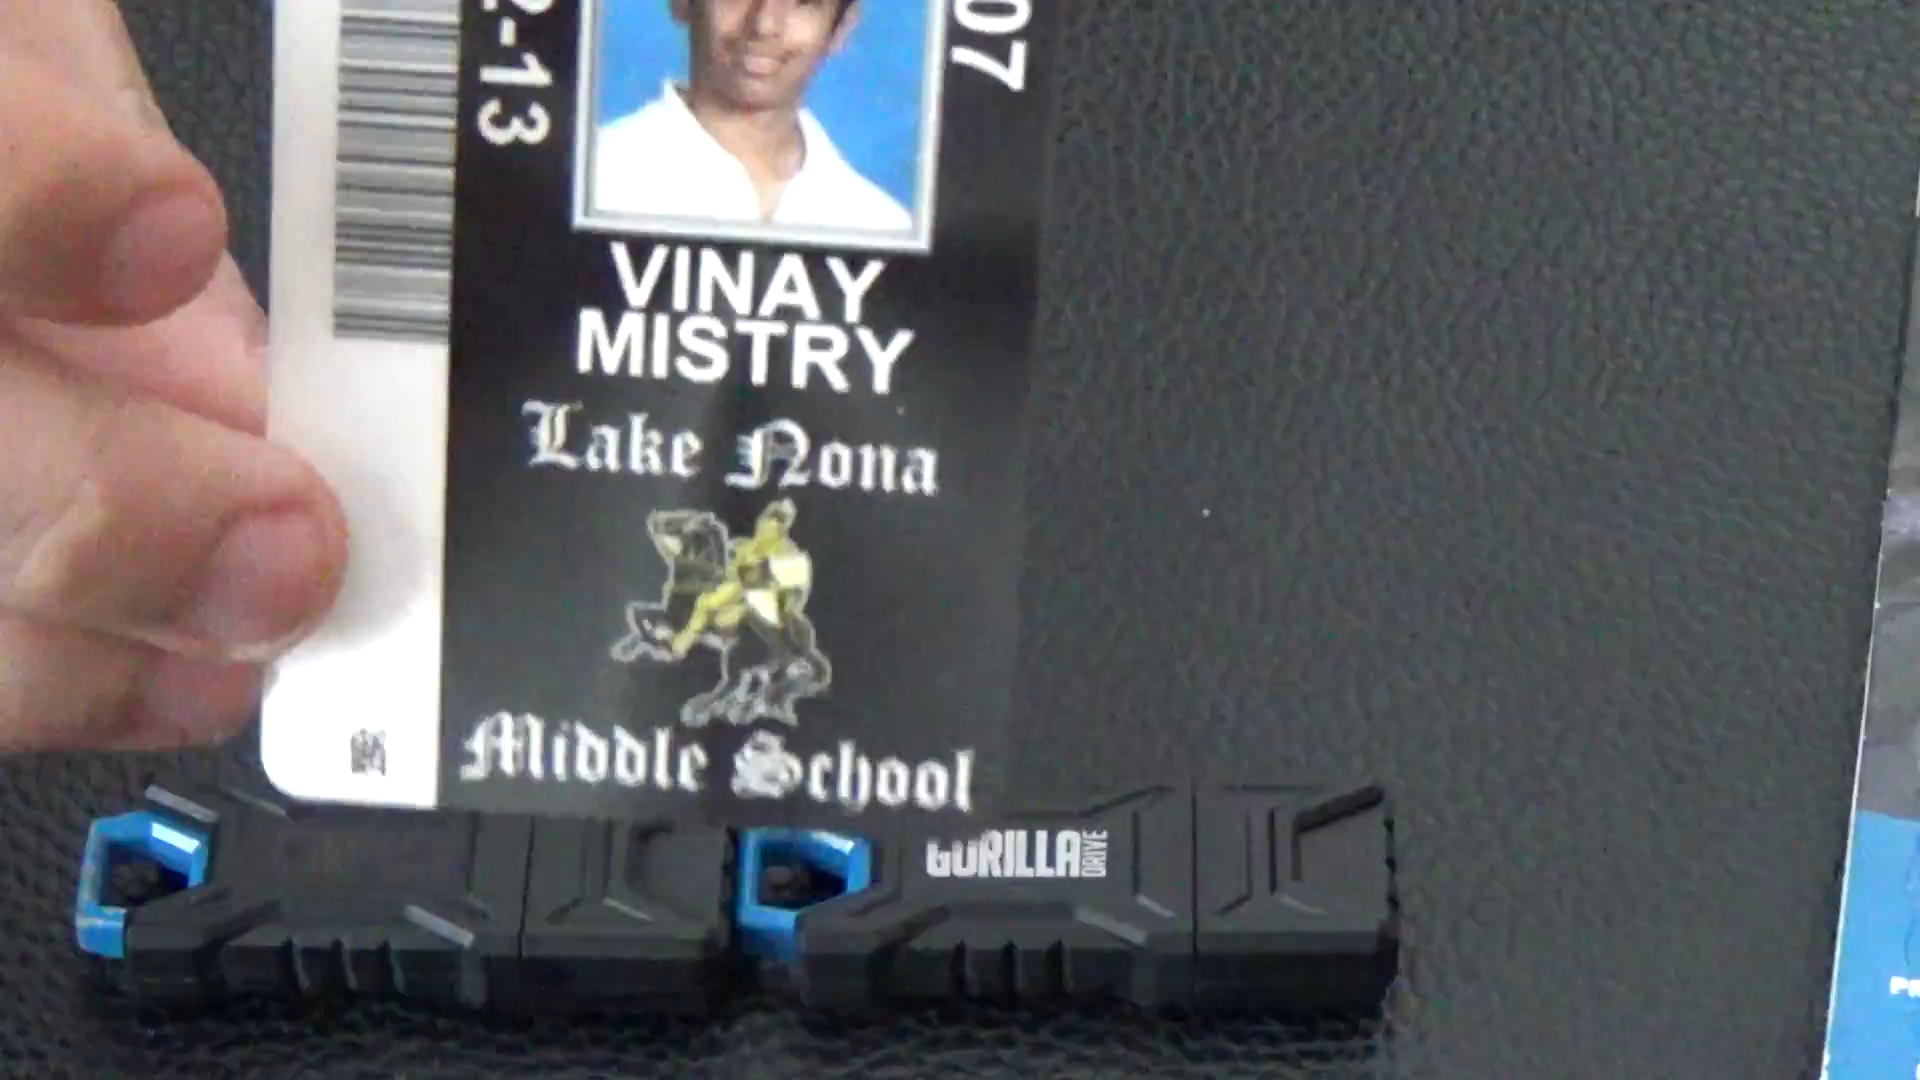 2-13
07
VINAY
MISTRY
Lake Nona
Middle School
GORILLA
DRIVE